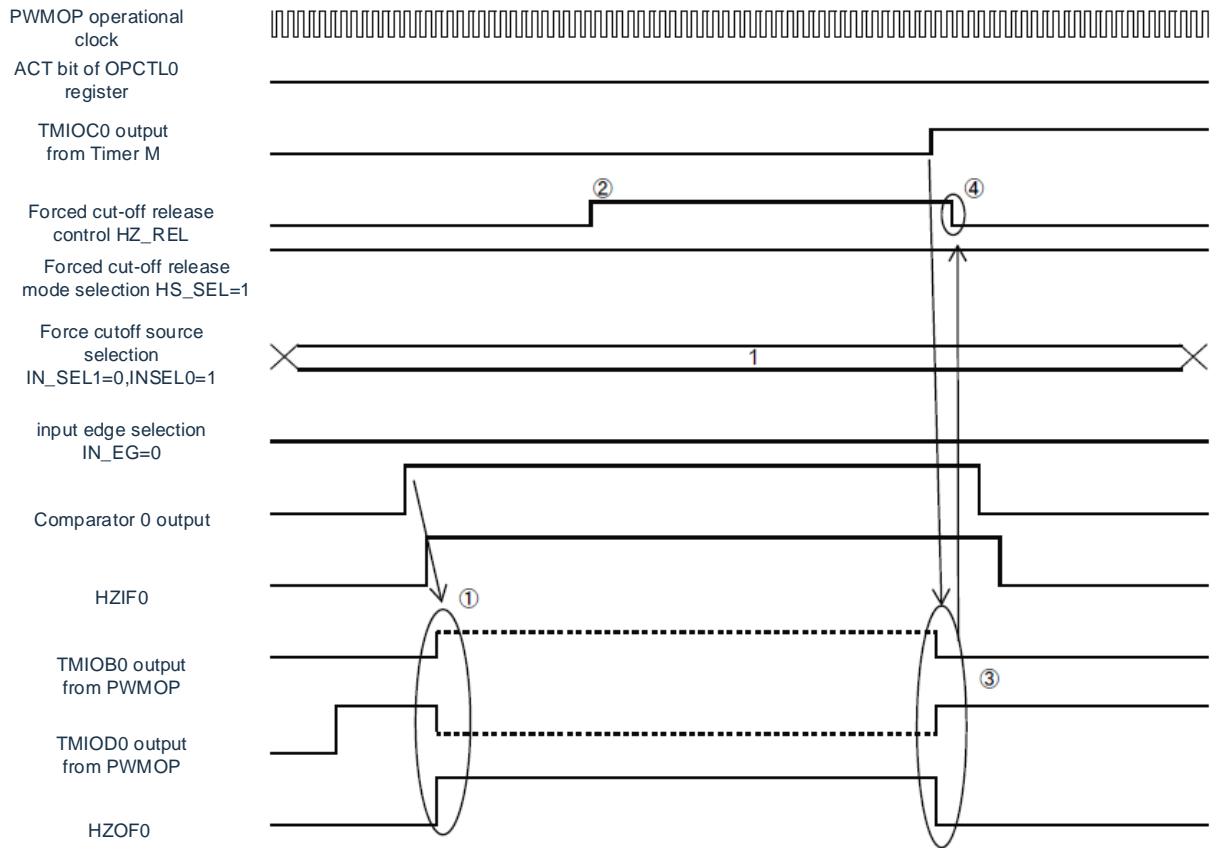 PWMOP operational
clock
ACT bit of OPCTL0
register
TMIOC0 output
from Timer M
②
④
Forced cut-off release
control HZ_REL
Forced cut-off release
mode selection HS_SEL=1
Force cutoff source
selection
IN_SEL1=0,INSEL0=1
1
input edge selection
IN_EG=0
Comparator 0 output
HZIF0
①
TMIOB0 output
from PWMOP
③
TMIOD0 output
from PWMOP
HZOF0